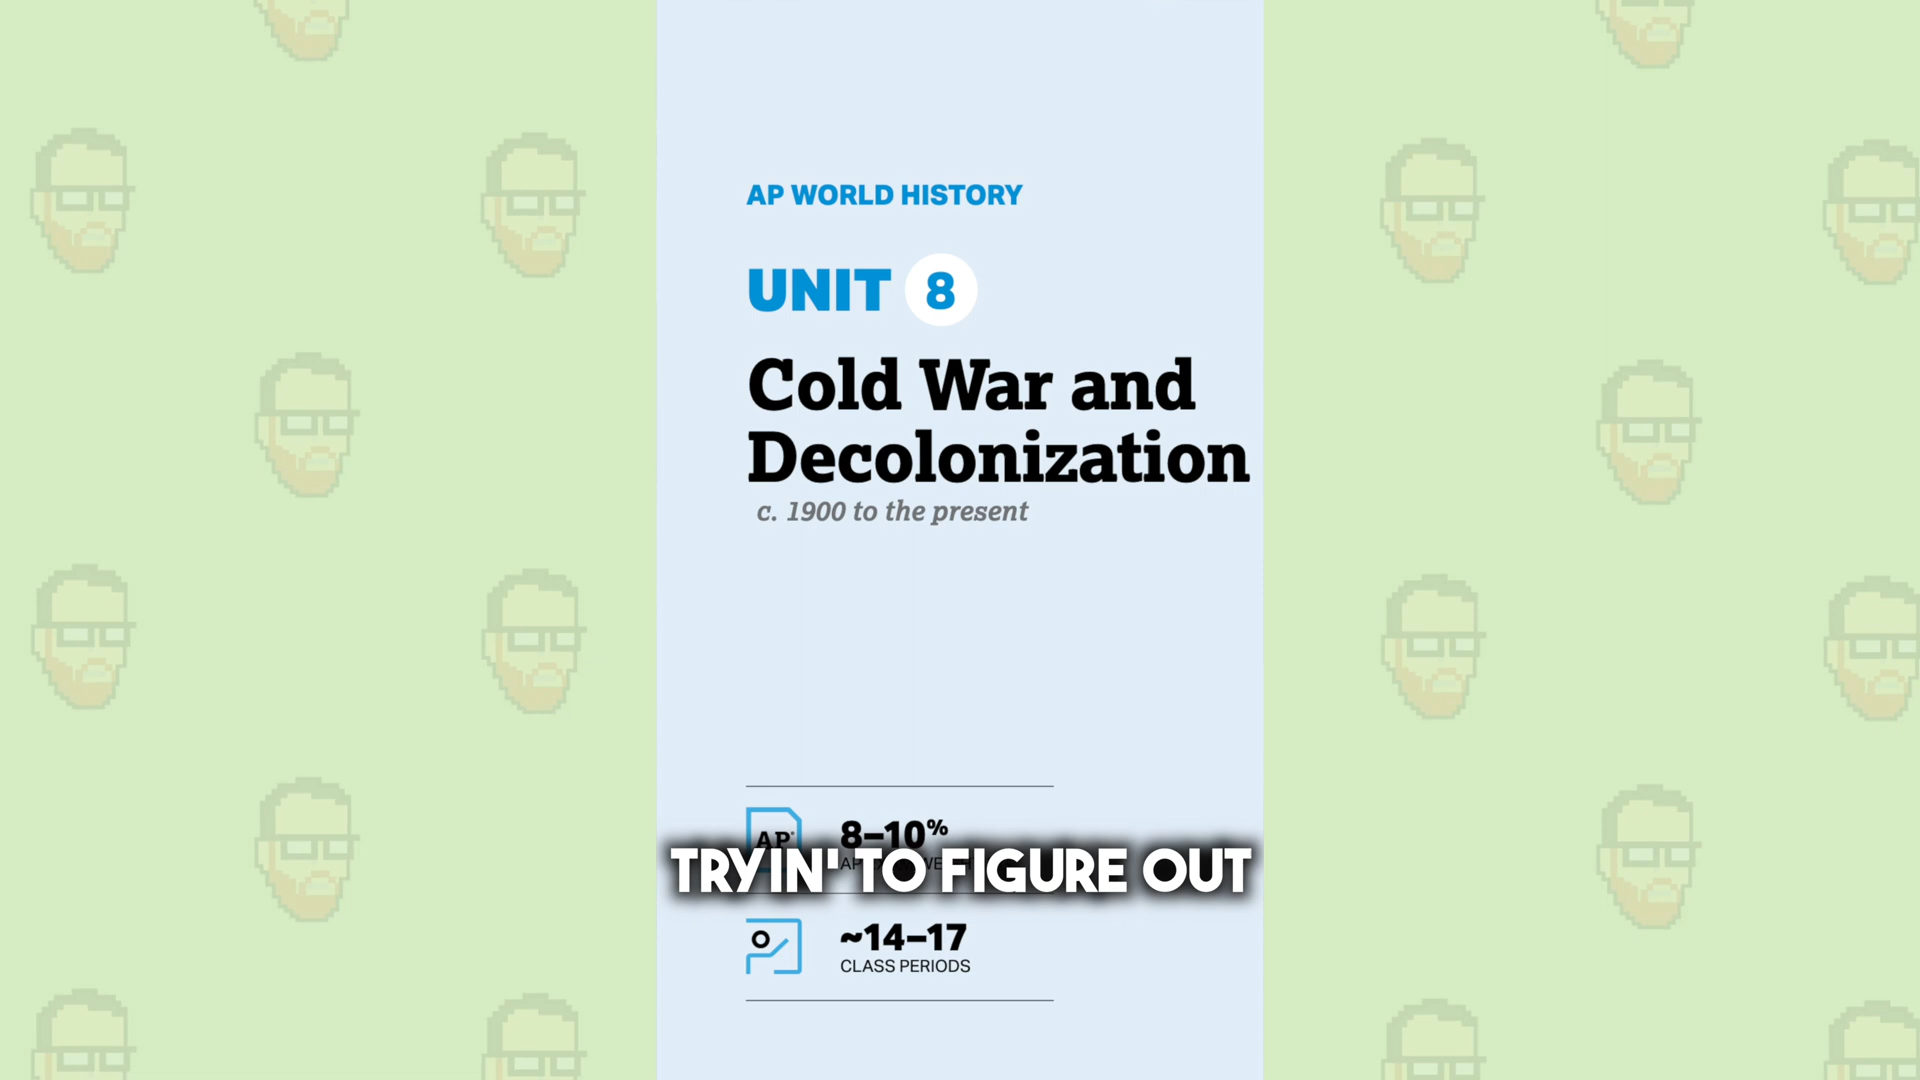 AP WORLD HISTORY
UNIT 8
Cold War and
Decolonization
c. 1900 to the present
AP
8–10%
TRYIN' TO FIGURE OUT
~14–17
CLASS PERIODS